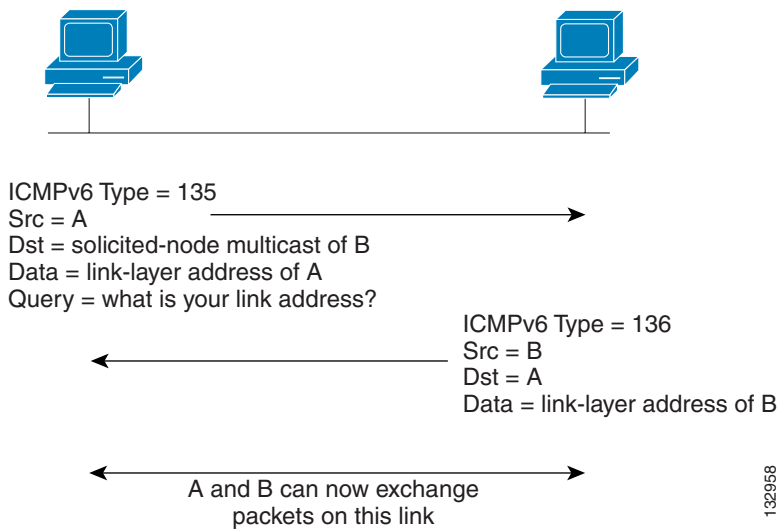 ICMPv6 Type = 135
Src = A
Dst = solicited-node multicast of B
Data = link-layer address of A
Query = what is your link address?
ICMPv6 Type = 136
Src = B
Dst = A
Data = link-layer address of B
A and B can now exchange
packets on this link
132958